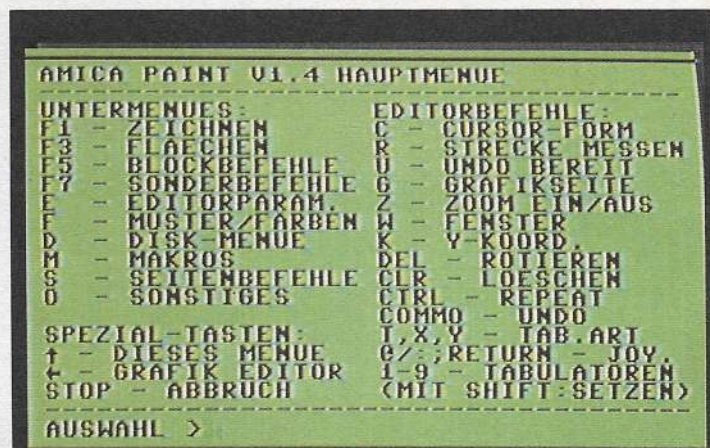 AMICA PAINT V1.4 HAUPTMENUE
UNTERMENUES:
F1 - ZEICHNEN
F3 - FLAECHEN
F5 - BLOCKBEFEHLE
F7 - SONDERBEFEHLE
E - EDITORPARAM.
F - MUSTER/FARBEN
D - DISK-MENUE
M - MAKROS
S - SEITENBEFEHLE
O - SONSTIGES
SPEZIAL-TASTEN:
↑ - DIESES MENUE
← - GRAFIK EDITOR
STOP - ABBRUCH
EDITORBEFEHLE:
C - CURSOR-FORM
R - STRECKE MESSEN
U - UNDO BEREIT
G - GRAFIKSEITE
Z - ZOOM EIN/AUS
W - FENSTER
K - Y-KOORD.
DEL - ROTIEREN
CLR - LOESCHEN
CTRL - REPEAT
COMMO - UNDO
T,X,Y - TAB.ART
@/:;RETURN - JOY.
1-9 - TABULATOREN
(MIT SHIFT:SETZEN)
AUSWAHL >